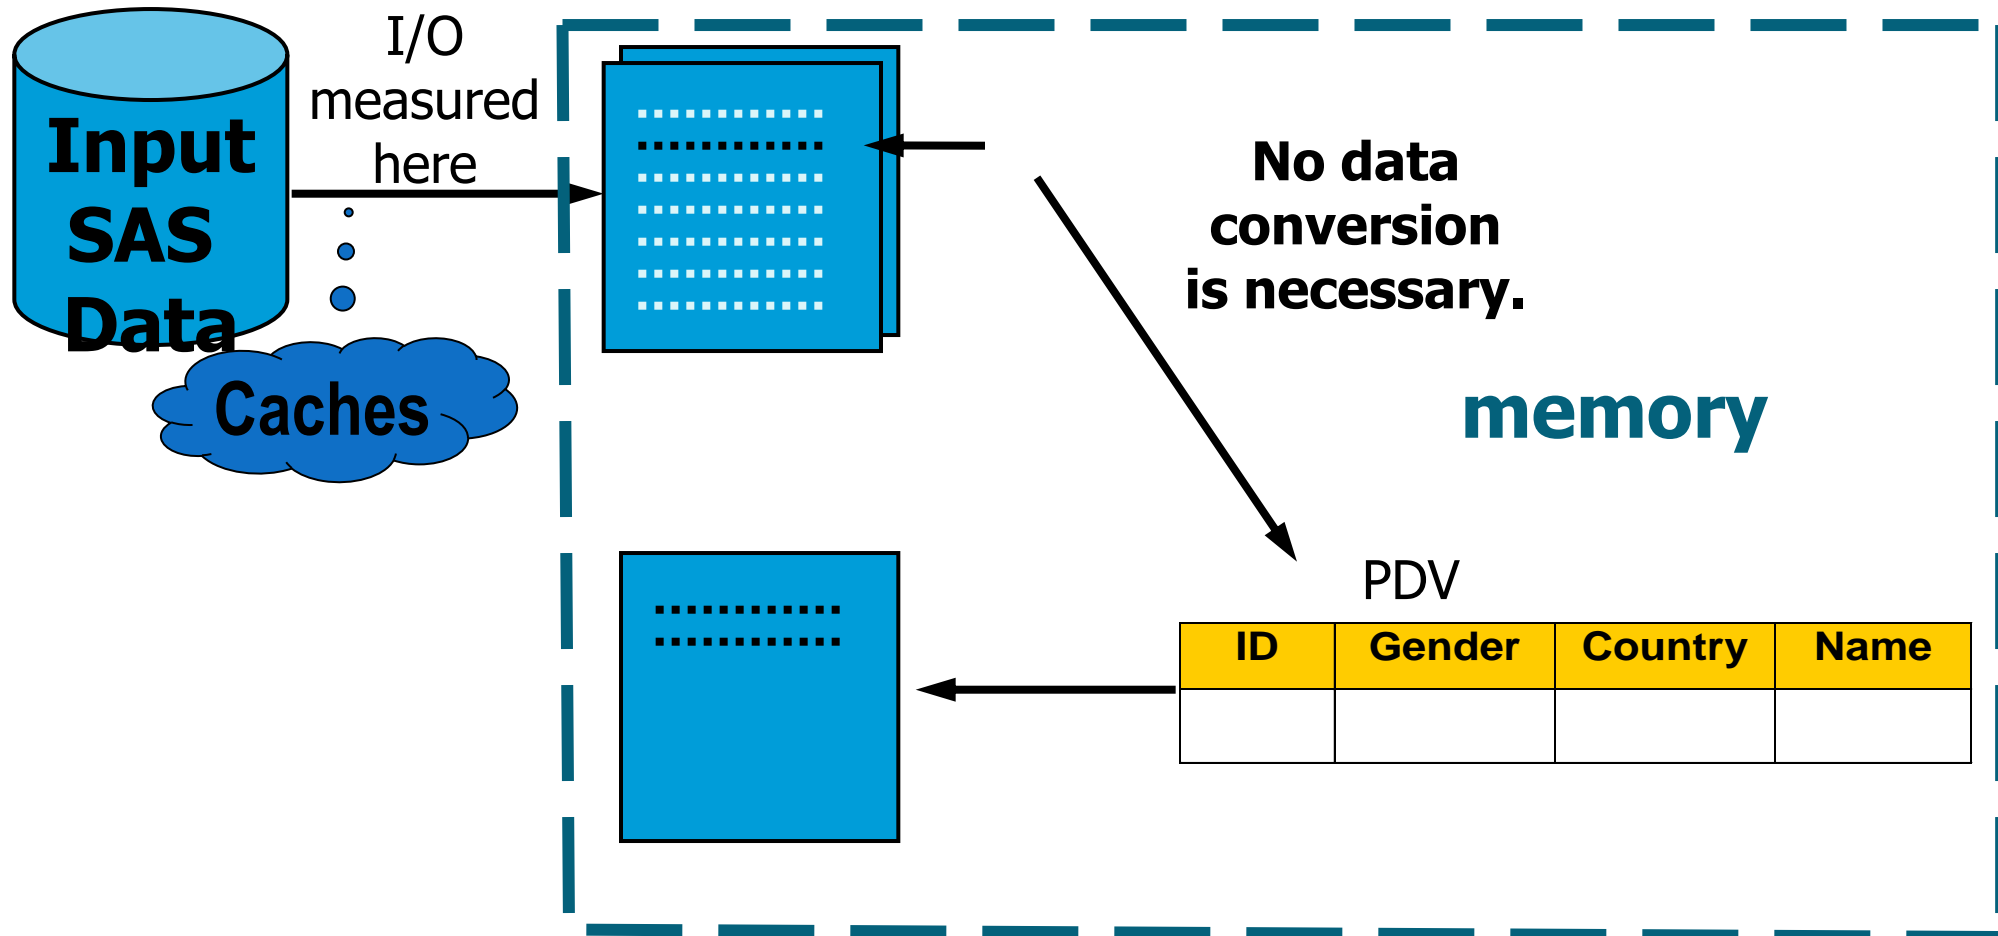 Input
SAS
Data
I/O
measured
here
Caches
No data
conversion
is necessary.
memory
PDV
ID Gender Country Name